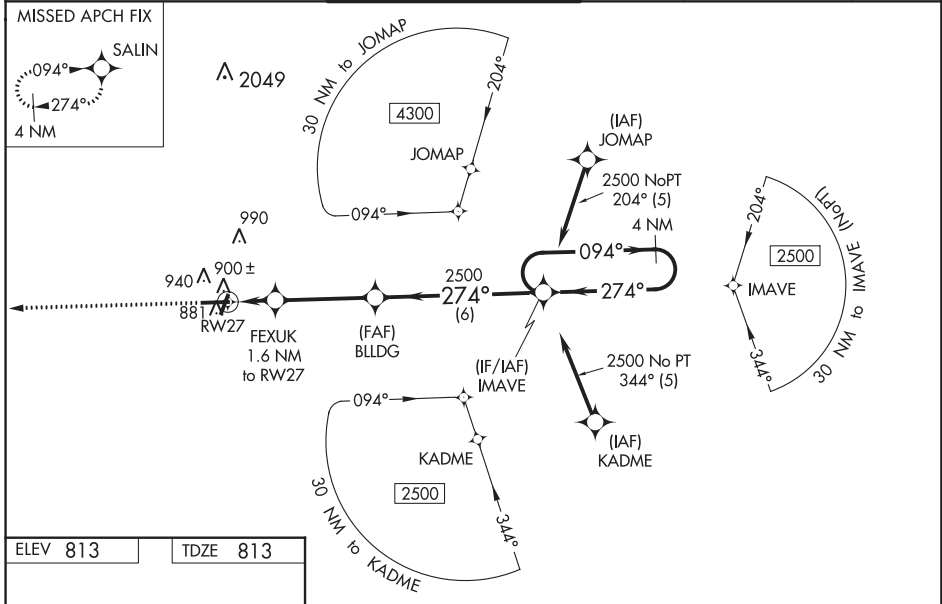 MISSED APCH FIX
SALIN
094°
274°
4 NM
2049
30 NM to JOMAP
204°
4300
JOMAP
094°
(IAF)
JOMAP
2500 NoPT
204° (5)
4 NM
094°
274°
204°
30 NM to IMAVE (NoPT)
2500
IMAVE
344°
990
940
900 ±
881
RW27
FEXUK
1.6 NM
to RW27
(FAF)
BLLDG
2500
274°
(6)
(IF/IAF)
IMAVE
2500 No PT
344° (5)
(IAF)
KADME
094°
KADME
2500
344°
30 NM to KADME
ELEV 813
TDZE 813